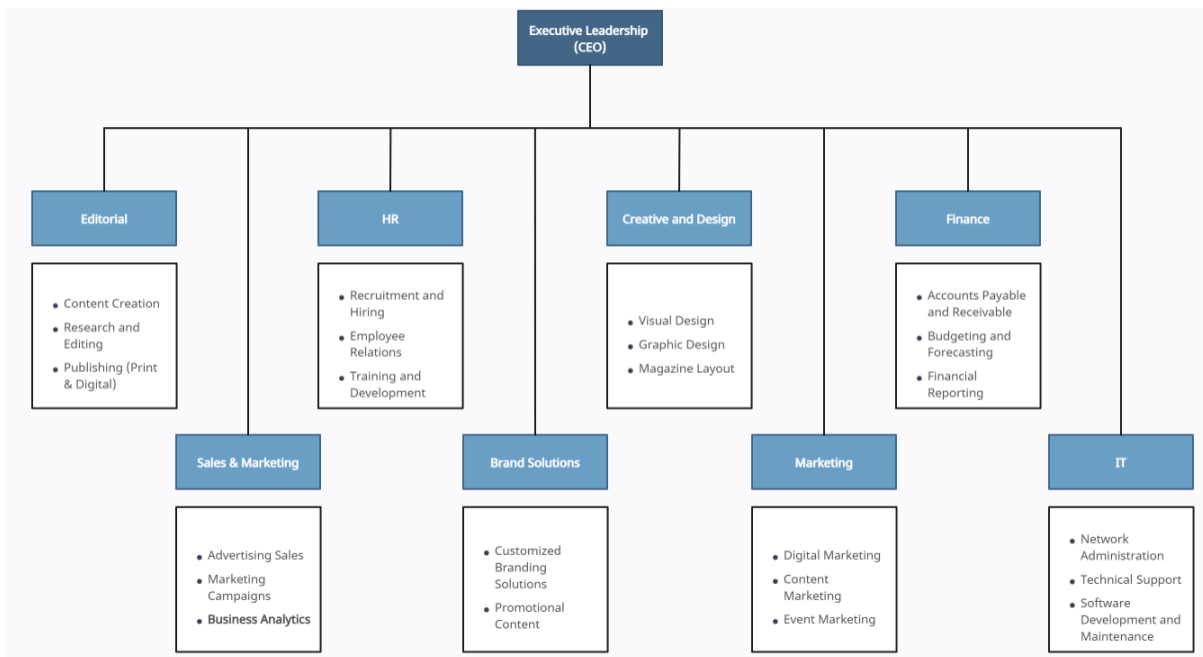 Executive Leadership
(CEO)
Editorial
HR
Creative and Design
Finance
Content Creation
Research and
Editing
Publishing (Print
& Digital)
Recruitment and
Hiring
Employee
Relations
Training and
Development
Visual Design
Graphic Design
Magazine Layout
Accounts Payable
and Receivable
Budgeting and
Forecasting
Financial
Reporting
Sales & Marketing
Brand Solutions
Marketing
IT
Advertising Sales
Marketing
Campaigns
Business Analytics
Customized
Branding
Solutions
Promotional
Content
Digital Marketing
Content
Marketing
Event Marketing
Network
Administration
Technical Support
Software
Development and
Maintenance